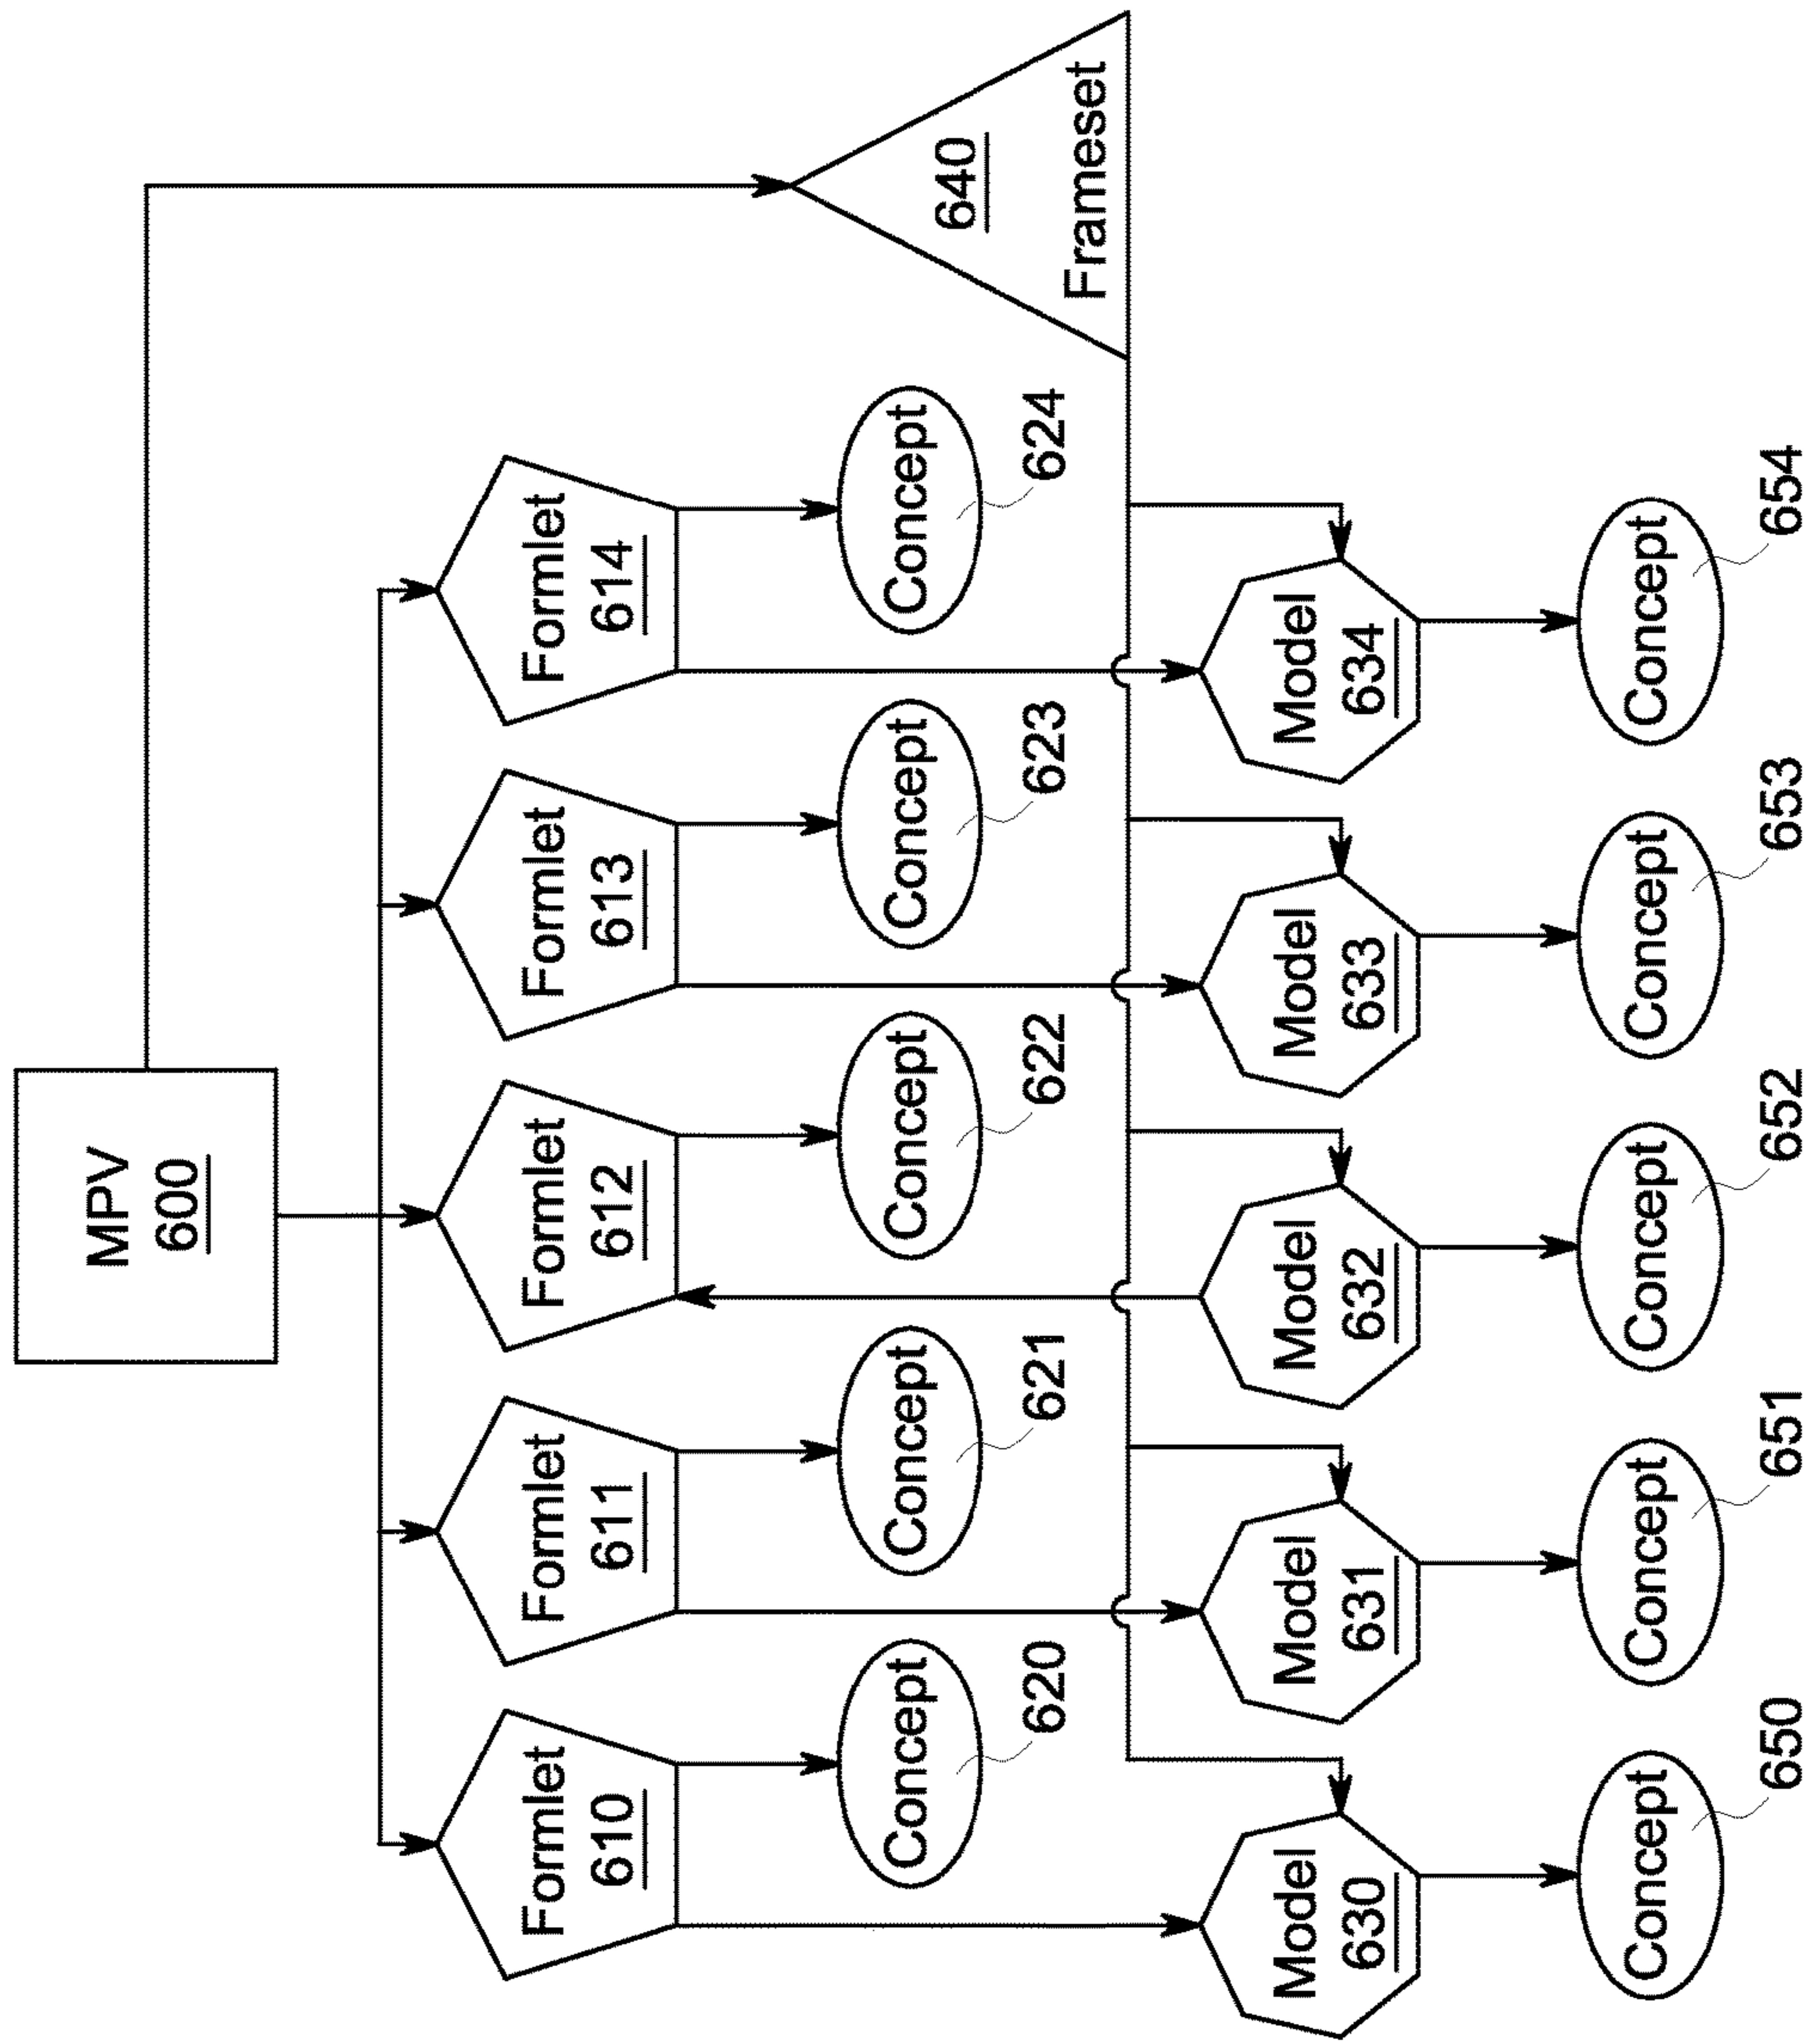 MPV
600
Formlet
610
Formlet
611
Formlet
612
Formlet
613
Formlet
614
Concept
620
Concept
621
Concept
622
Concept
623
Concept
624
640
Frameset
Model
630
Model
631
Model
632
Model
633
Model
634
Concept
650
Concept
651
Concept
652
Concept
653
Concept
654